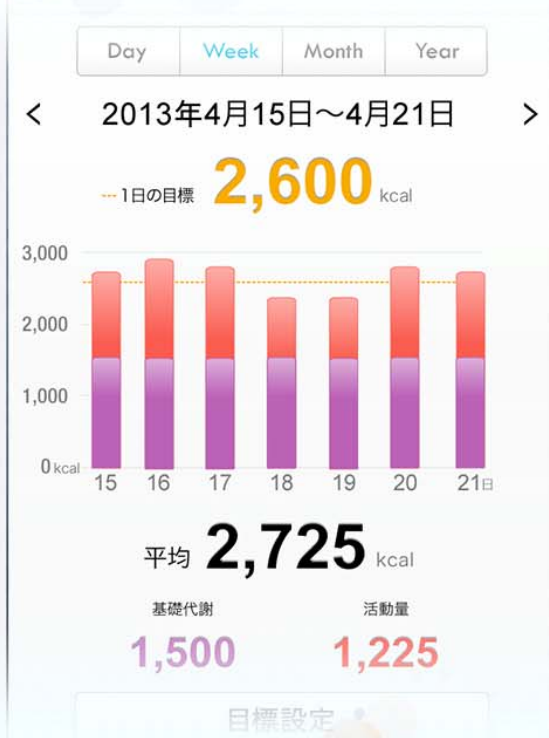 Day Week Month Year
< 2013年4月15日〜4月21日 >
--- 1日の目標 2,600 kcal
3,000
2,000
1,000
0 kcal
15 16 17 18 19 20 21日
平均 2,725 kcal
基礎代謝 活動量
1,500 1,225
目標設定